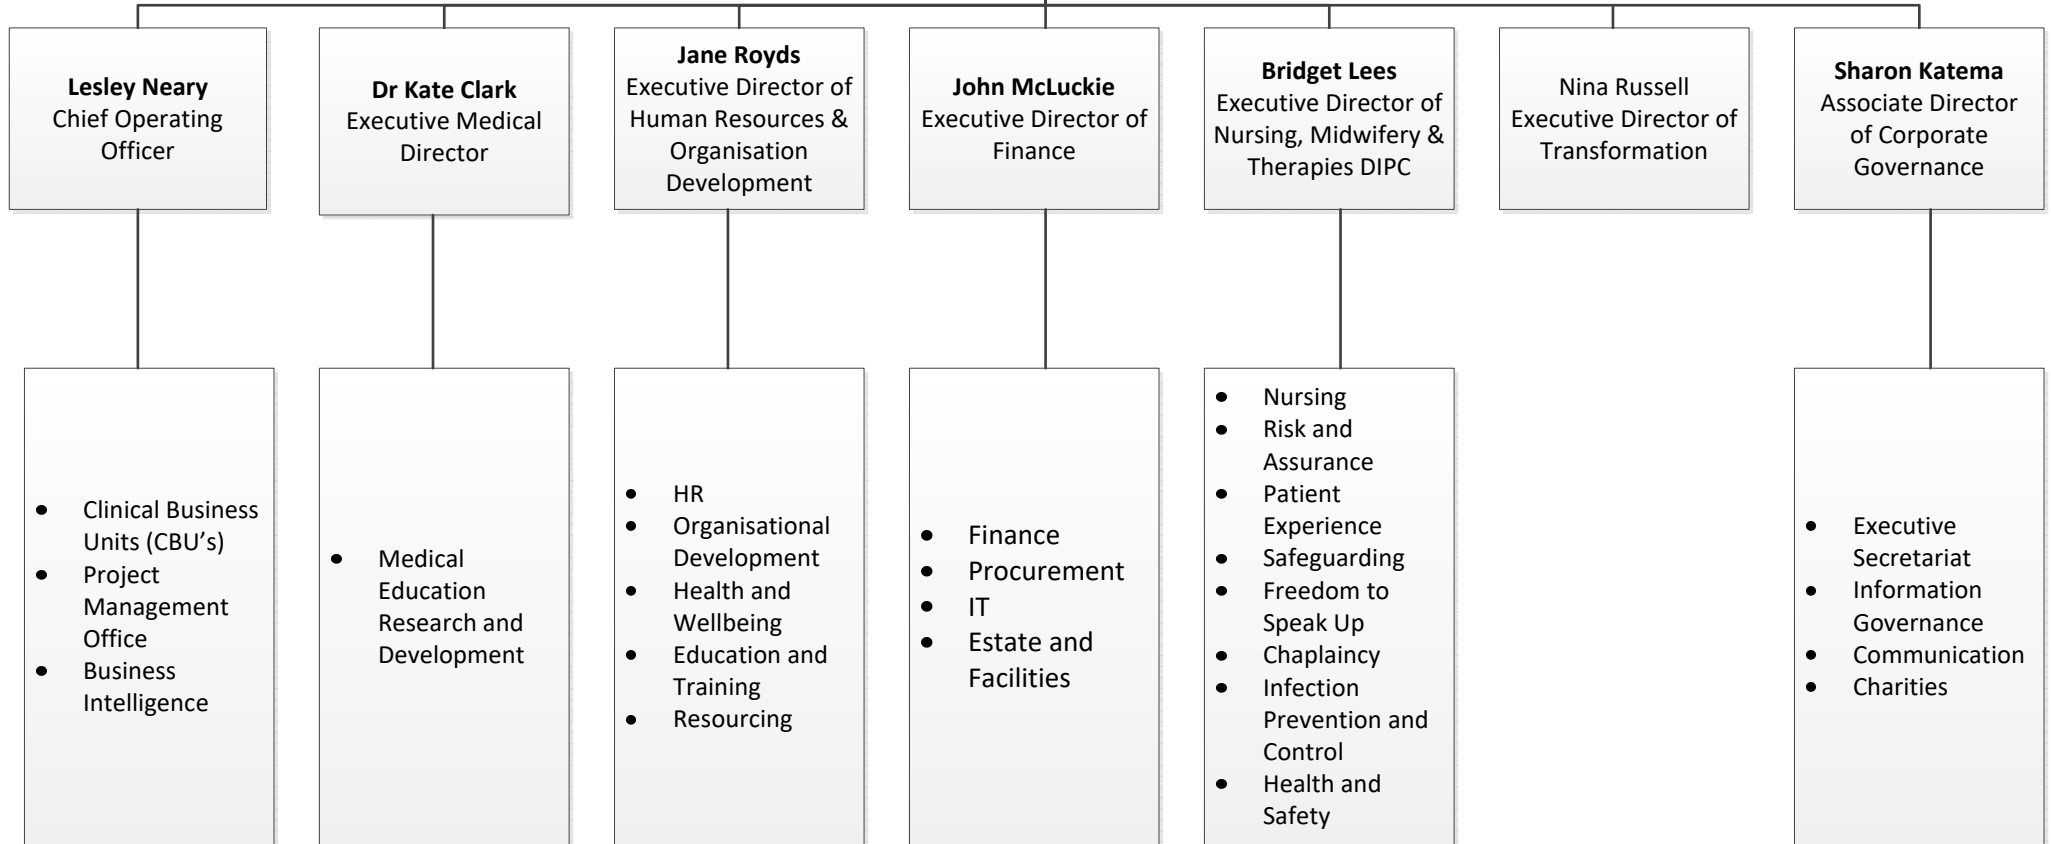 Lesley Neary
Chief Operating
Officer
Dr Kate Clark
Executive Medical
Director
Jane Royds
Executive Director of
Human Resources &
Organisation
Development
John McLuckie
Executive Director of
Finance
Bridget Lees
Executive Director of
Nursing, Midwifery &
Therapies DIPC
Nina Russell
Executive Director of
Transformation
Sharon Katema
Associate Director
of Corporate
Governance
• Clinical Business
Units (CBU’s)
• Project
Management
Office
• Business
Intelligence
• Medical
Education
Research and
Development
• HR
• Organisational
Development
• Health and
Wellbeing
• Education and
Training
• Resourcing
• Finance
• Procurement
• IT
• Estate and
Facilities
• Nursing
• Risk and
Assurance
• Patient
Experience
• Safeguarding
• Freedom to
Speak Up
• Chaplaincy
• Infection
Prevention and
Control
• Health and
Safety
• Executive
Secretariat
• Information
Governance
• Communication
• Charities